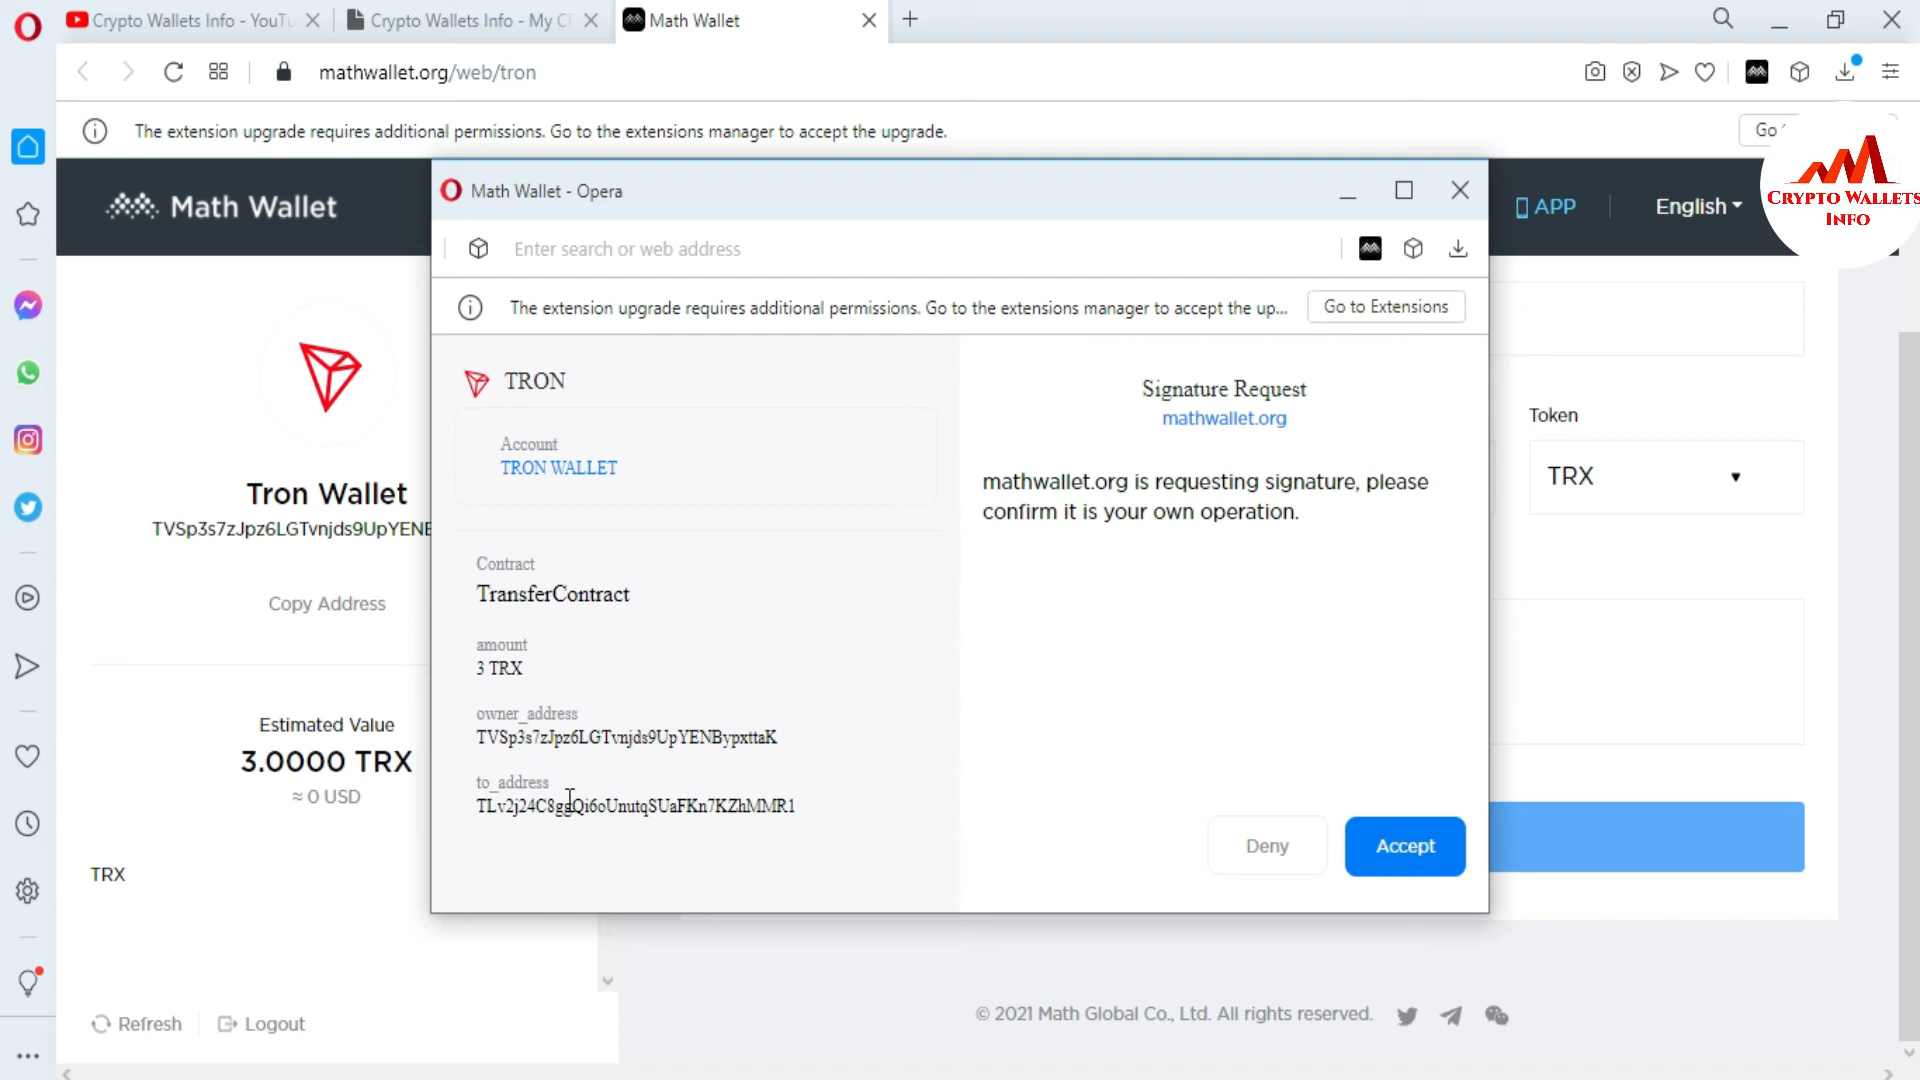 Crypto Wallets Info - YouTu
Crypto Wallets Info - My C
Math Wallet
mathwallet.org/web/tron
The extension upgrade requires additional permissions. Go to the extensions manager to accept the upgrade.
Go
Math Wallet
APP
English
CRYPTO WALLETS
INFO
Math Wallet - Opera
Enter search or web address
The extension upgrade requires additional permissions. Go to the extensions manager to accept the up...
Go to Extensions
TRON
Account
TRON WALLET
Contract
TransferContract
amount
3 TRX
owner_address
TVSp3s7zJpz6LGTvnjds9UpYENBypxttaK
to_address
TLv2j24C8ggQi6oUnutqSUaFKn7KZhMMR1
Signature Request
mathwallet.org
mathwallet.org is requesting signature, please
confirm it is your own operation.
Deny
Accept
Tron Wallet
TVSp3s7zJpz6LGTvnjds9UpYENB
Copy Address
Estimated Value
3.0000 TRX
≈ 0 USD
TRX
Refresh
Logout
Token
TRX
© 2021 Math Global Co., Ltd. All rights reserved.